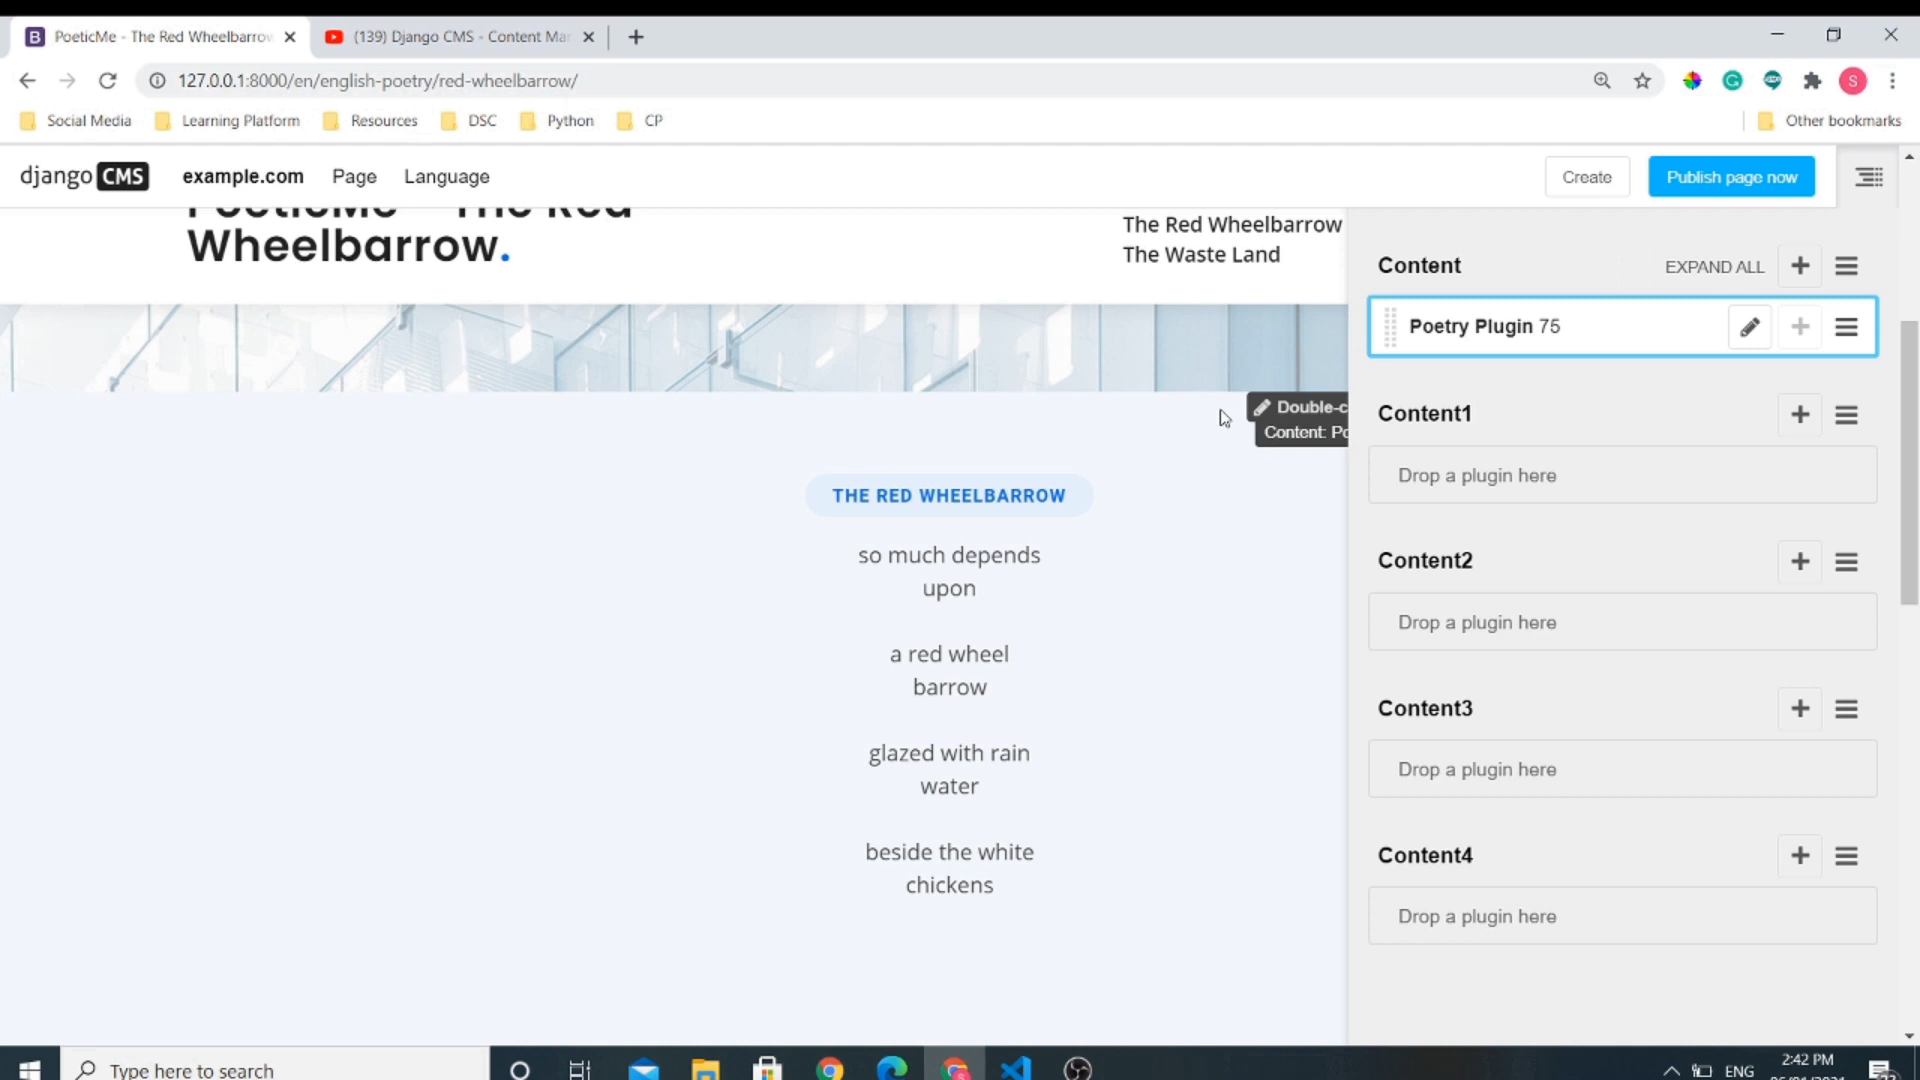 PoeticMe - The Red Wheelbarrow
(139) Django CMS - Content Mar
127.0.0.1:8000/en/english-poetry/red-wheelbarrow/
S
Social Media
Learning Platform
Resources
DSC
Python
CP
Other bookmarks
django CMS
example.com
Page
Language
Create
Publish page now
PoeticMe - The Red
Wheelbarrow.
The Red Wheelbarrow
The Waste Land
Double-c
Content: Po
THE RED WHEELBARROW
so much depends
upon
a red wheel
barrow
glazed with rain
water
beside the white
chickens
Content
EXPAND ALL
Poetry Plugin 75
Content1
Drop a plugin here
Content2
Drop a plugin here
Content3
Drop a plugin here
Content4
Drop a plugin here
Type here to search
ENG
2:42 PM